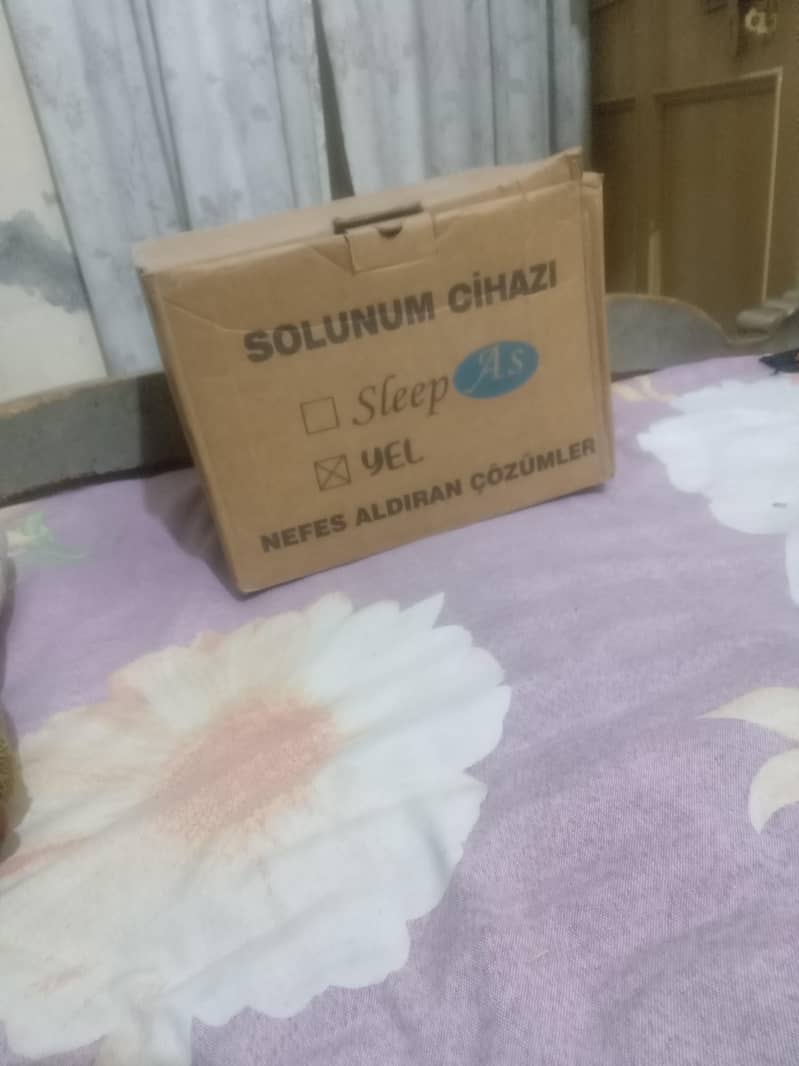 SOLUNUM CİHAZI
Sleep As
YEL
NEFES ALDIRAN ÇÖZÜMLER